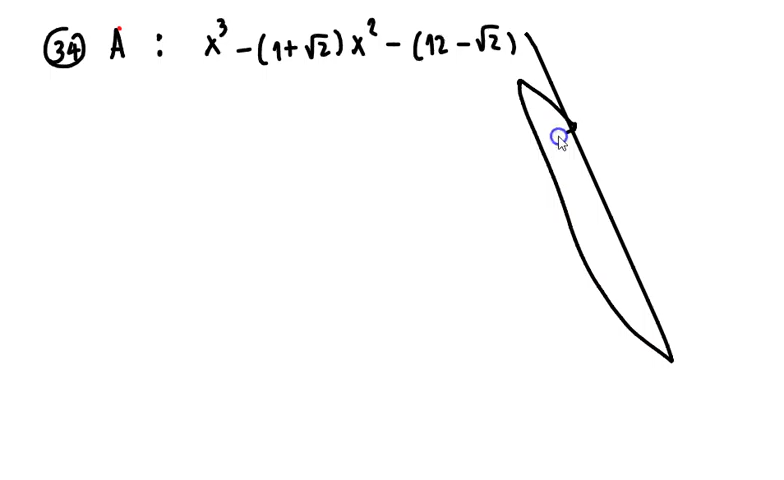 34 A : x³ - (1+√2)x² - (12-√2)